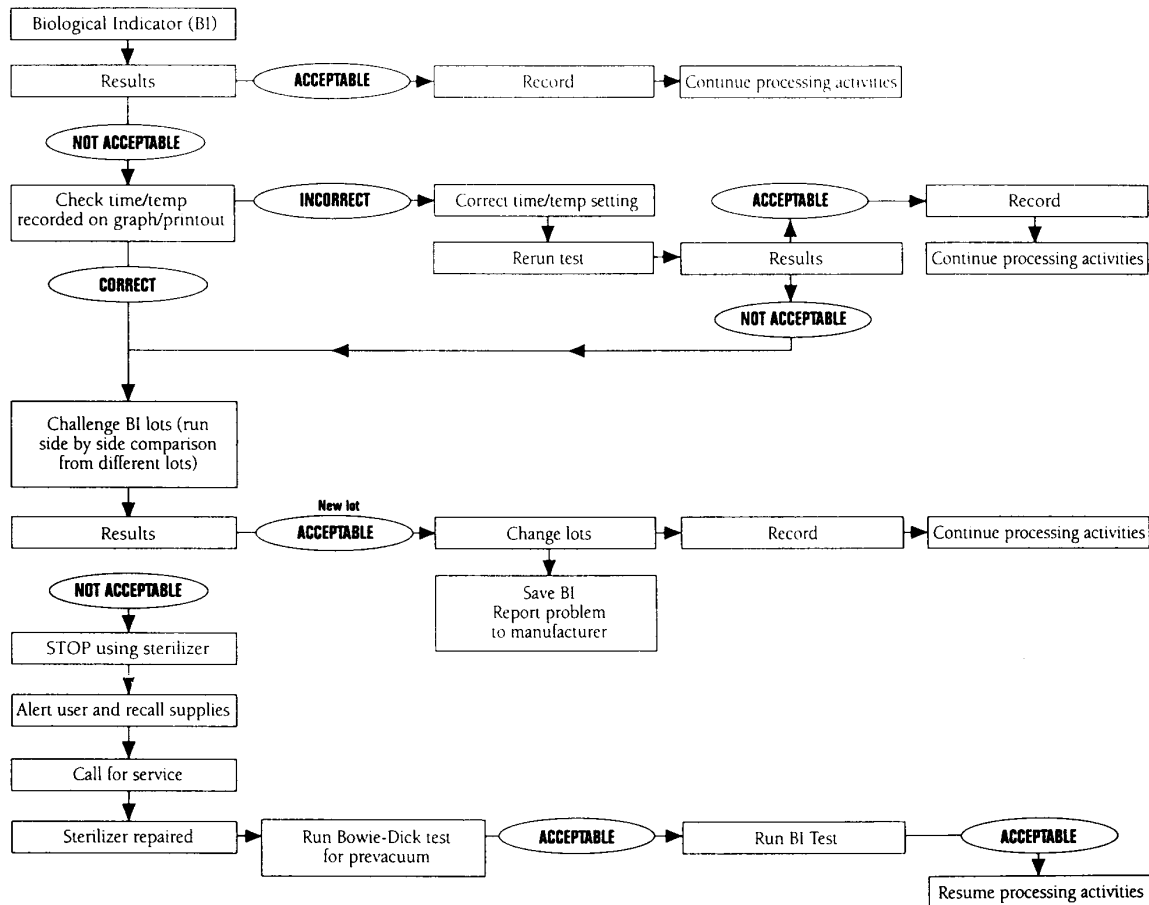 Biological Indicator (BI)
Results
ACCEPTABLE
Record
Continue processing activities
NOT ACCEPTABLE
Check time/temp
recorded on graph/printout
INCORRECT
Correct time/temp setting
ACCEPTABLE
Record
Rerun test
Results
Continue processing activities
CORRECT
NOT ACCEPTABLE
Challenge BI lots (run
side by side comparison
from different lots)
Results
New lot
ACCEPTABLE
Change lots
Record
Continue processing activities
NOT ACCEPTABLE
Save BI
Report problem
to manufacturer
STOP using sterilizer
Alert user and recall supplies
Call for service
Sterilizer repaired
Run Bowie-Dick test
for prevacuum
ACCEPTABLE
Run BI Test
ACCEPTABLE
Resume processing activities